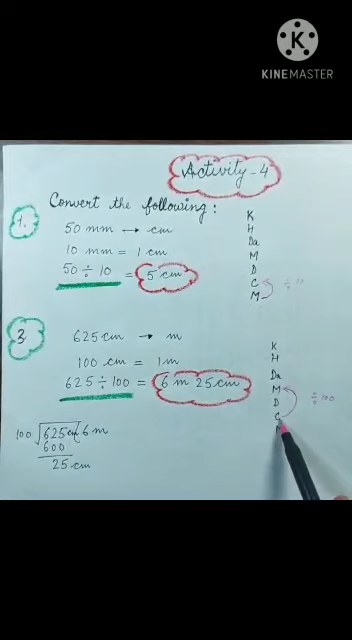 K
KINEMASTER
Activity-4
Convert the following:
1.
50 mm → cm
10 mm = 1 cm
50 ÷ 10 = 5 cm
K
H
Da
M
D
C
M
÷ 10
3.
625 cm → m
100 cm = 1m
625 ÷ 100 = 6 m 25 cm
K
H
Da
M
D
C
÷ 100
100 625 cm 6 m
600
25 cm